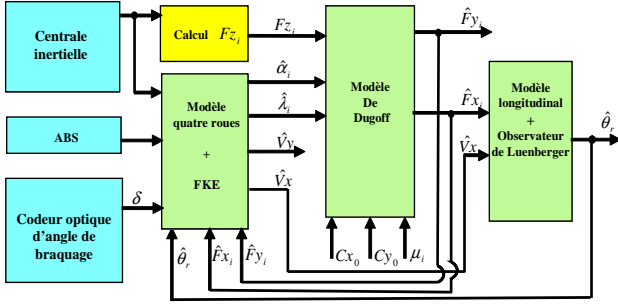 Centrale
inertielle
Calcul Fz_i
Fz_i
Modèle
De
Dugoff
F̂y_i
Modèle
quatre roues
+
FKE
α̂_i
λ̂_i
V̂y
V̂x
F̂x_i
V̂x
Modèle
longitudinal
+
Observateur
de Luenberger
θ̂_r
ABS
Codeur optique
d'angle de
braquage
δ
θ̂_r
F̂x_i
F̂y_i
Cx_0
Cy_0
μ_i